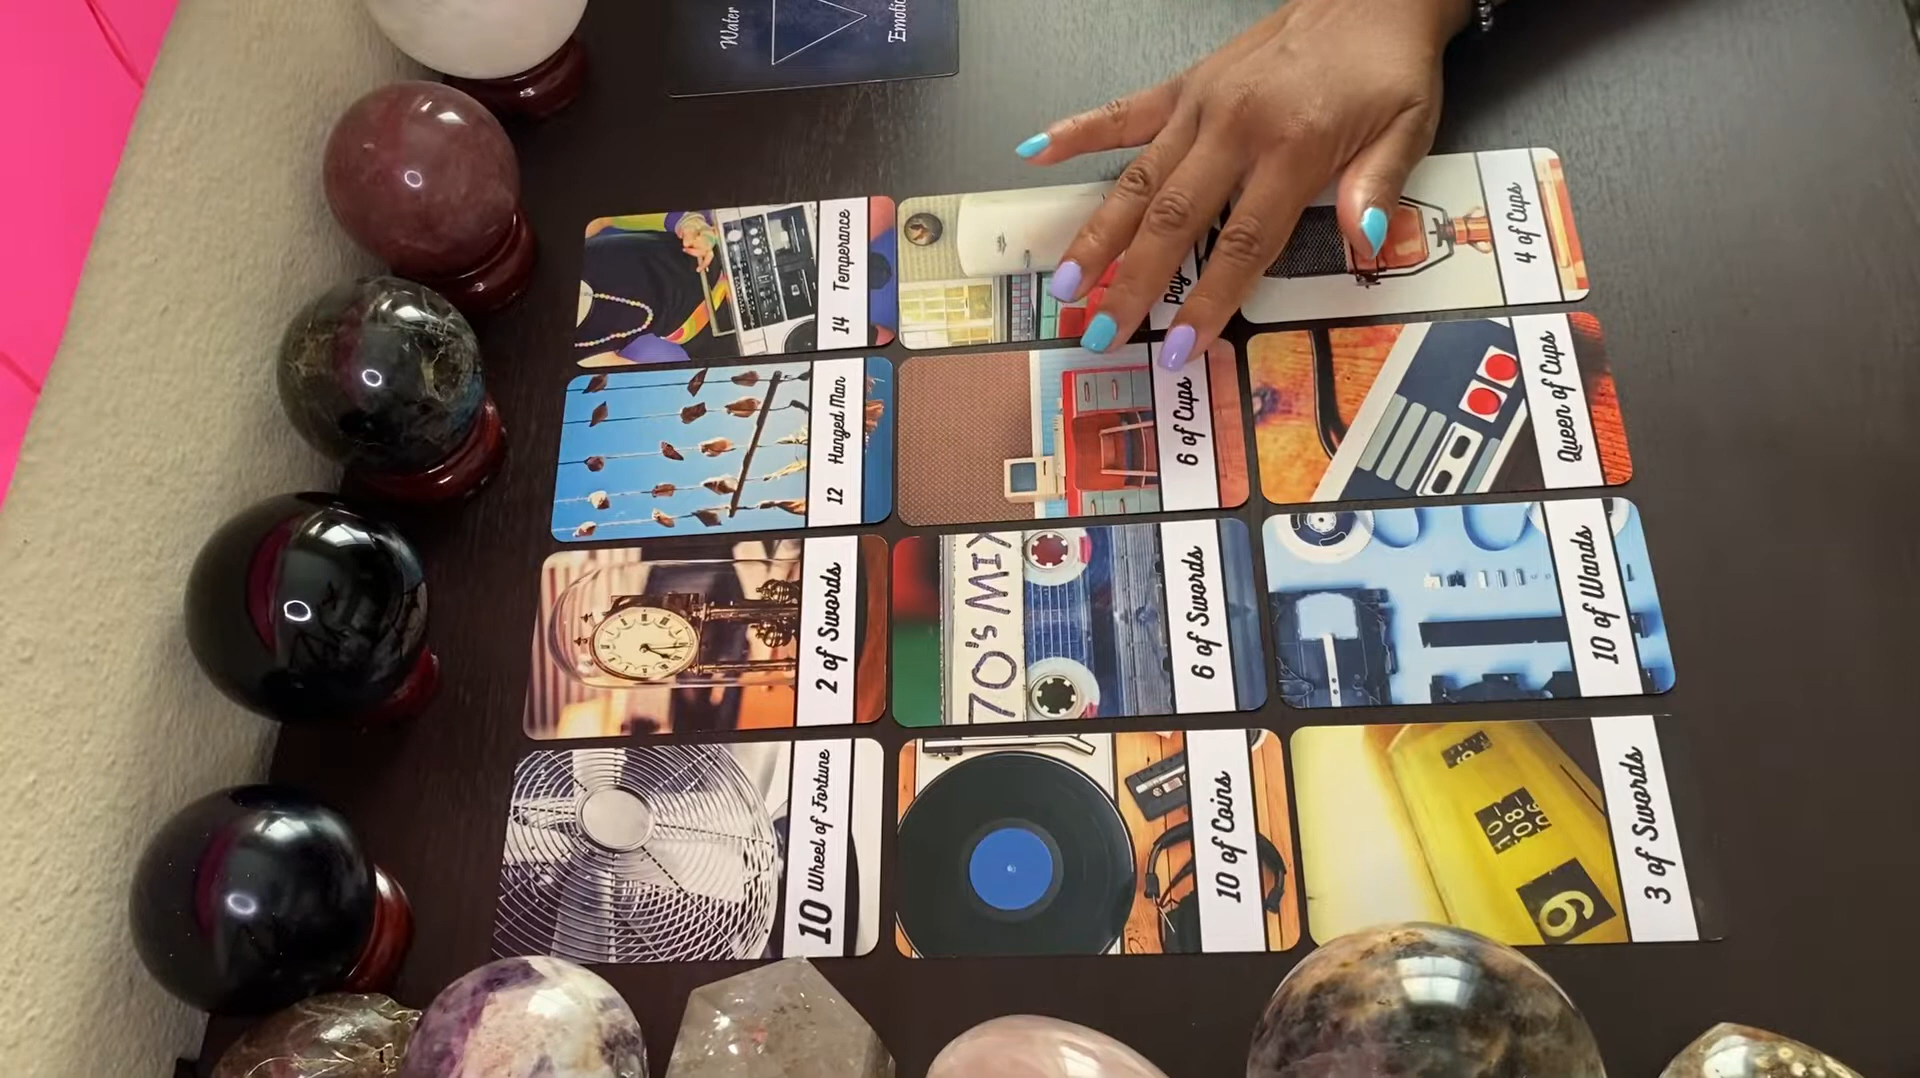 Water
14 Temperance
4 of Cups
12 Hanged Man
6 of Cups
Queen of Cups
2 of Swords
70's MIX
6 of Swords
10 of Wands
10 Wheel of Fortune
10 of Coins
3 of Swords